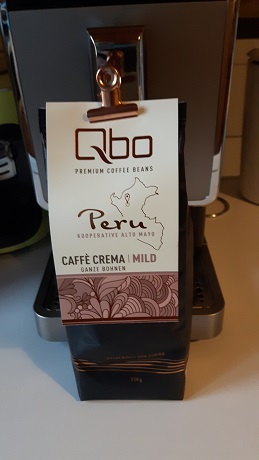 Qbo
PREMIUM COFFEE BEANS
Peru
KOOPERATIVE ALTO MAYO
CAFFÈ CREMA | MILD
GANZE BOHNEN